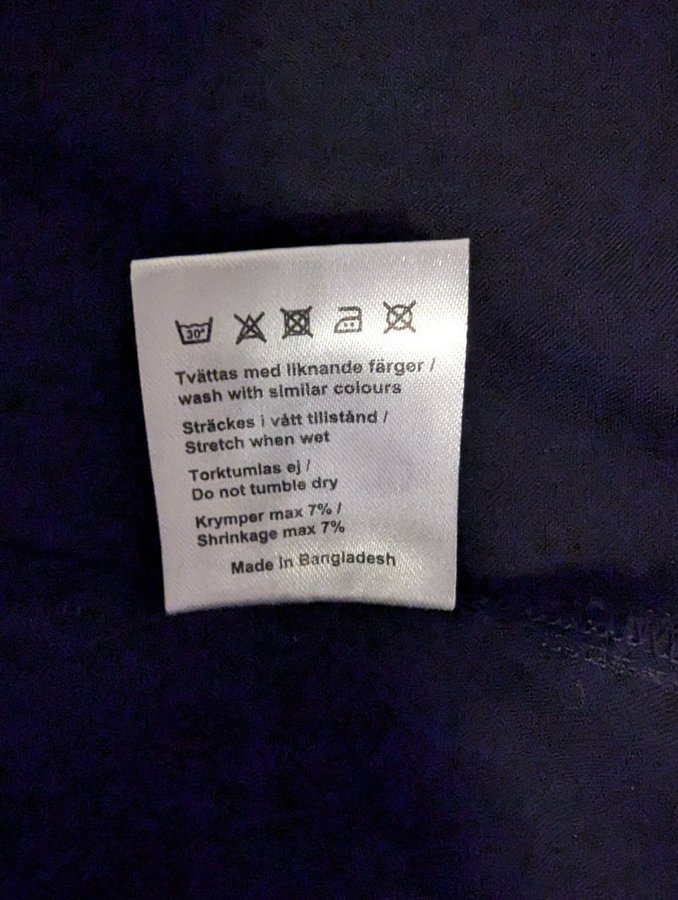 30°
Tvättas med liknande färger /
wash with similar colours
Sträckes i vått tillstånd /
Stretch when wet
Torktumlas ej /
Do not tumble dry
Krymper max 7% /
Shrinkage max 7%
Made in Bangladesh